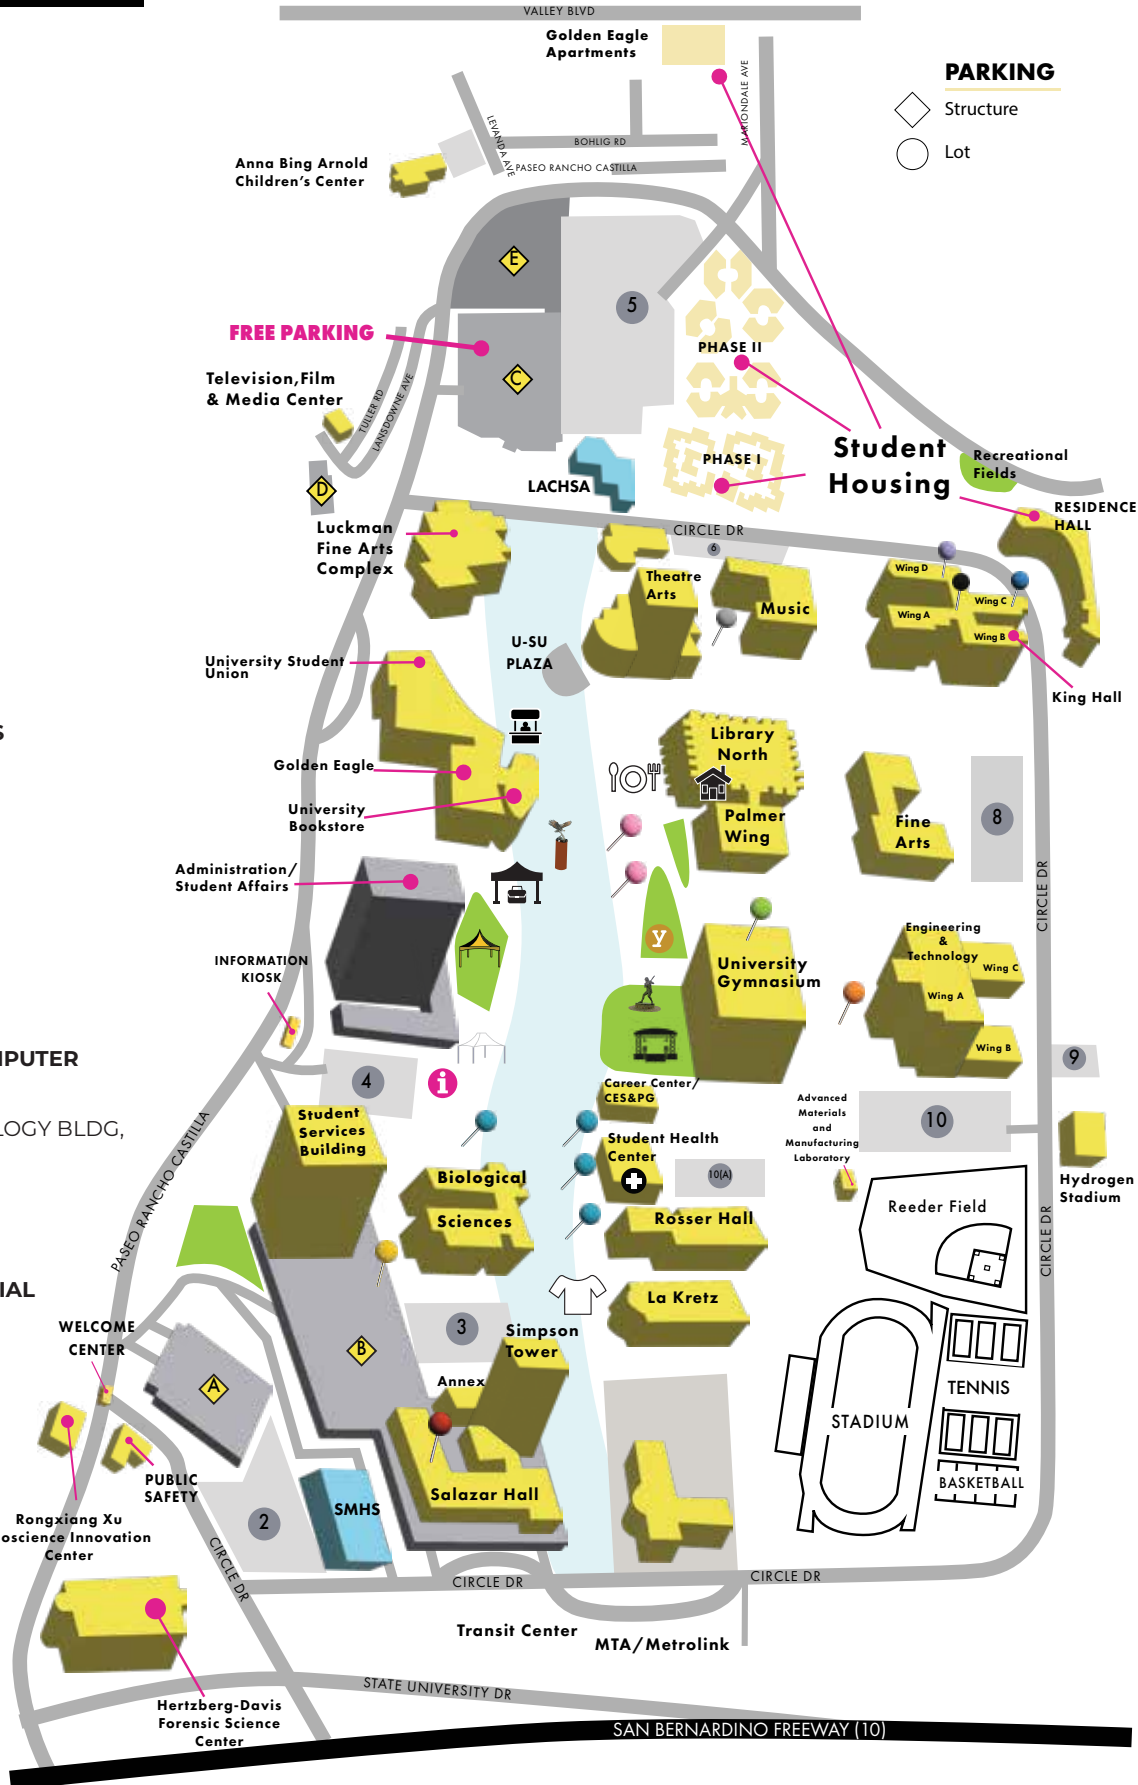 VALLEY BLVD
Golden Eagle
Apartments
MARIONDALE AVE
PARKING
Structure
Lot
LEVANDA AVE
BOHLIG RD
PASEO RANCHO CASTILLA
Anna Bing Arnold
Children's Center
E
5
FREE PARKING
C
PHASE II
Television,Film
& Media Center
TULLER RD
LANSDOWNE AVE
D
LACHSA
PHASE I
Student
Housing
Recreational
Fields
RESIDENCE
HALL
Luckman
Fine Arts
Complex
CIRCLE DR
6
Theatre
Arts
Music
Wing D
Wing C
Wing A
Wing B
King Hall
U-SU
PLAZA
University Student
Union
S
Golden Eagle
University
Bookstore
Library
North
Palmer
Wing
Fine
Arts
8
CIRCLE DR
Administration/
Student Affairs
y
University
Gymnasium
Engineering
&
Technology
Wing C
Wing A
Wing B
INFORMATION
KIOSK
MPUTER
4
i
Career Center/
CES&PG
9
LOGY BLDG,
Student
Services
Building
Student Health
Center
10(A)
Advanced
Materials
and
Manufacturing
Laboratory
10
Hydrogen
Stadium
PASEO RANCHO CASTILLA
Biological
Sciences
Rosser Hall
Reeder Field
CIRCLE DR
IAL
La Kretz
WELCOME
CENTER
A
B
3
Simpson
Tower
Annex
TENNIS
STADIUM
BASKETBALL
PUBLIC
SAFETY
Salazar Hall
SMHS
2
Rongxiang Xu
oscience Innovation
Center
CIRCLE DR
CIRCLE DR
CIRCLE DR
Transit Center
MTA/Metrolink
STATE UNIVERSITY DR
Hertzberg-Davis
Forensic Science
Center
SAN BERNARDINO FREEWAY (10)